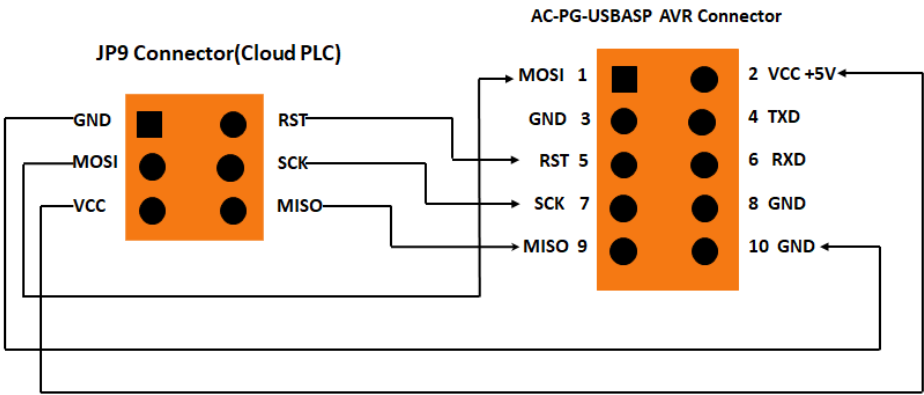 AC-PG-USBASP AVR Connector
JP9 Connector(Cloud PLC)
MOSI 1
2 VCC +5V
GND
RST
GND 3
4 TXD
MOSI
SCK
RST 5
6 RXD
VCC
MISO
SCK 7
8 GND
MISO 9
10 GND